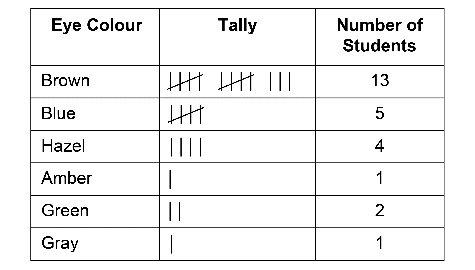 Eye Colour Tally Number of Students
Brown 13
Blue 5
Hazel 4
Amber 1
Green 2
Gray 1